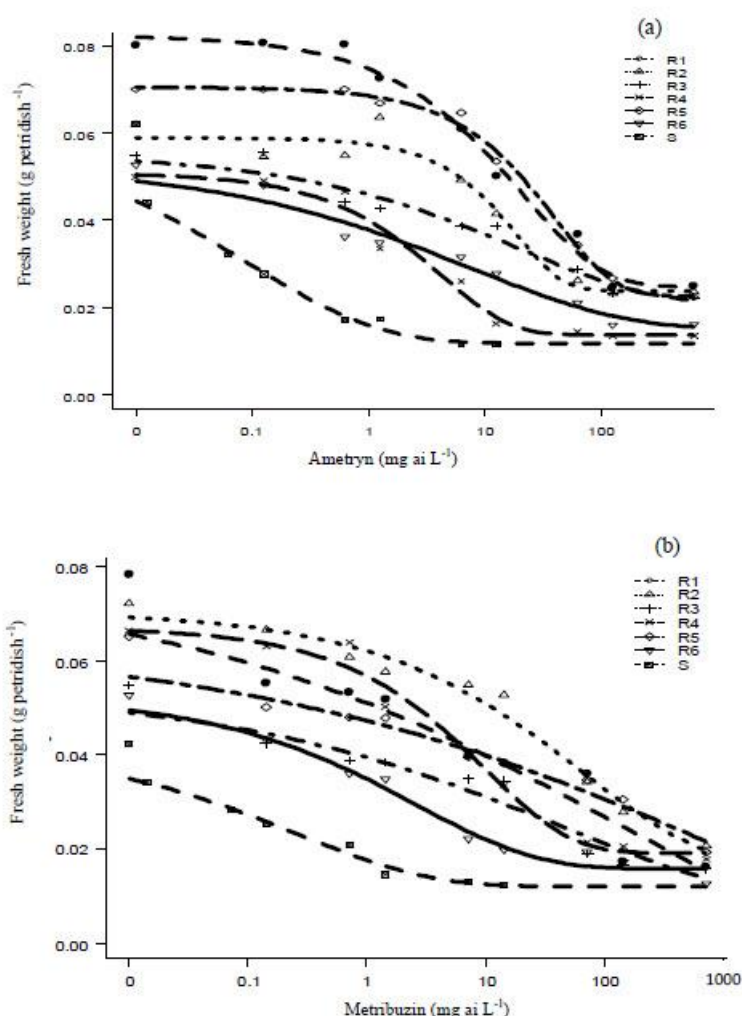 (a)
0.08
0.06
0.04
0.02
0.00
Fresh weight (g petridish⁻¹)
R1
R2
R3
R4
R5
R6
S
0 0.1 1 10 100
Ametryn (mg ai L⁻¹)
(b)
0.08
0.06
0.04
0.02
0.00
Fresh weight (g petridish⁻¹)
R1
R2
R3
R4
R5
R6
S
0 0.1 1 10 100 1000
Metribuzin (mg ai L⁻¹)